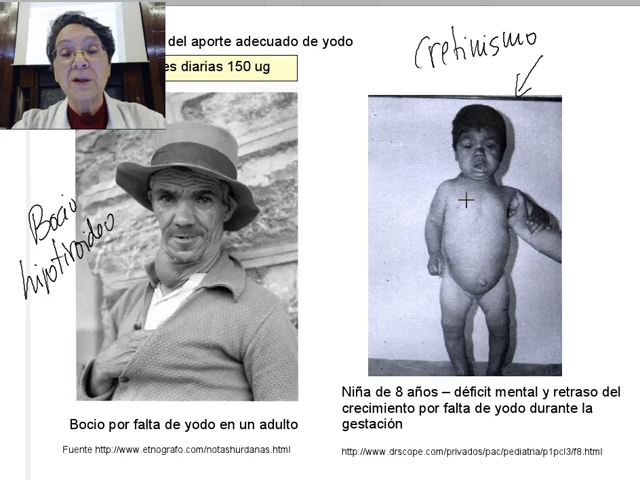 del aporte adecuado de yodo
es diarias 150 ug
Cretinismo
Bocio
hipotiroideo
Bocio por falta de yodo en un adulto
Fuente http://www.etnografo.com/notashurdanas.html
Niña de 8 años – déficit mental y retraso del
crecimiento por falta de yodo durante la
gestación
http://www.drscope.com/privados/pac/pediatria/p1pcl3/f8.html